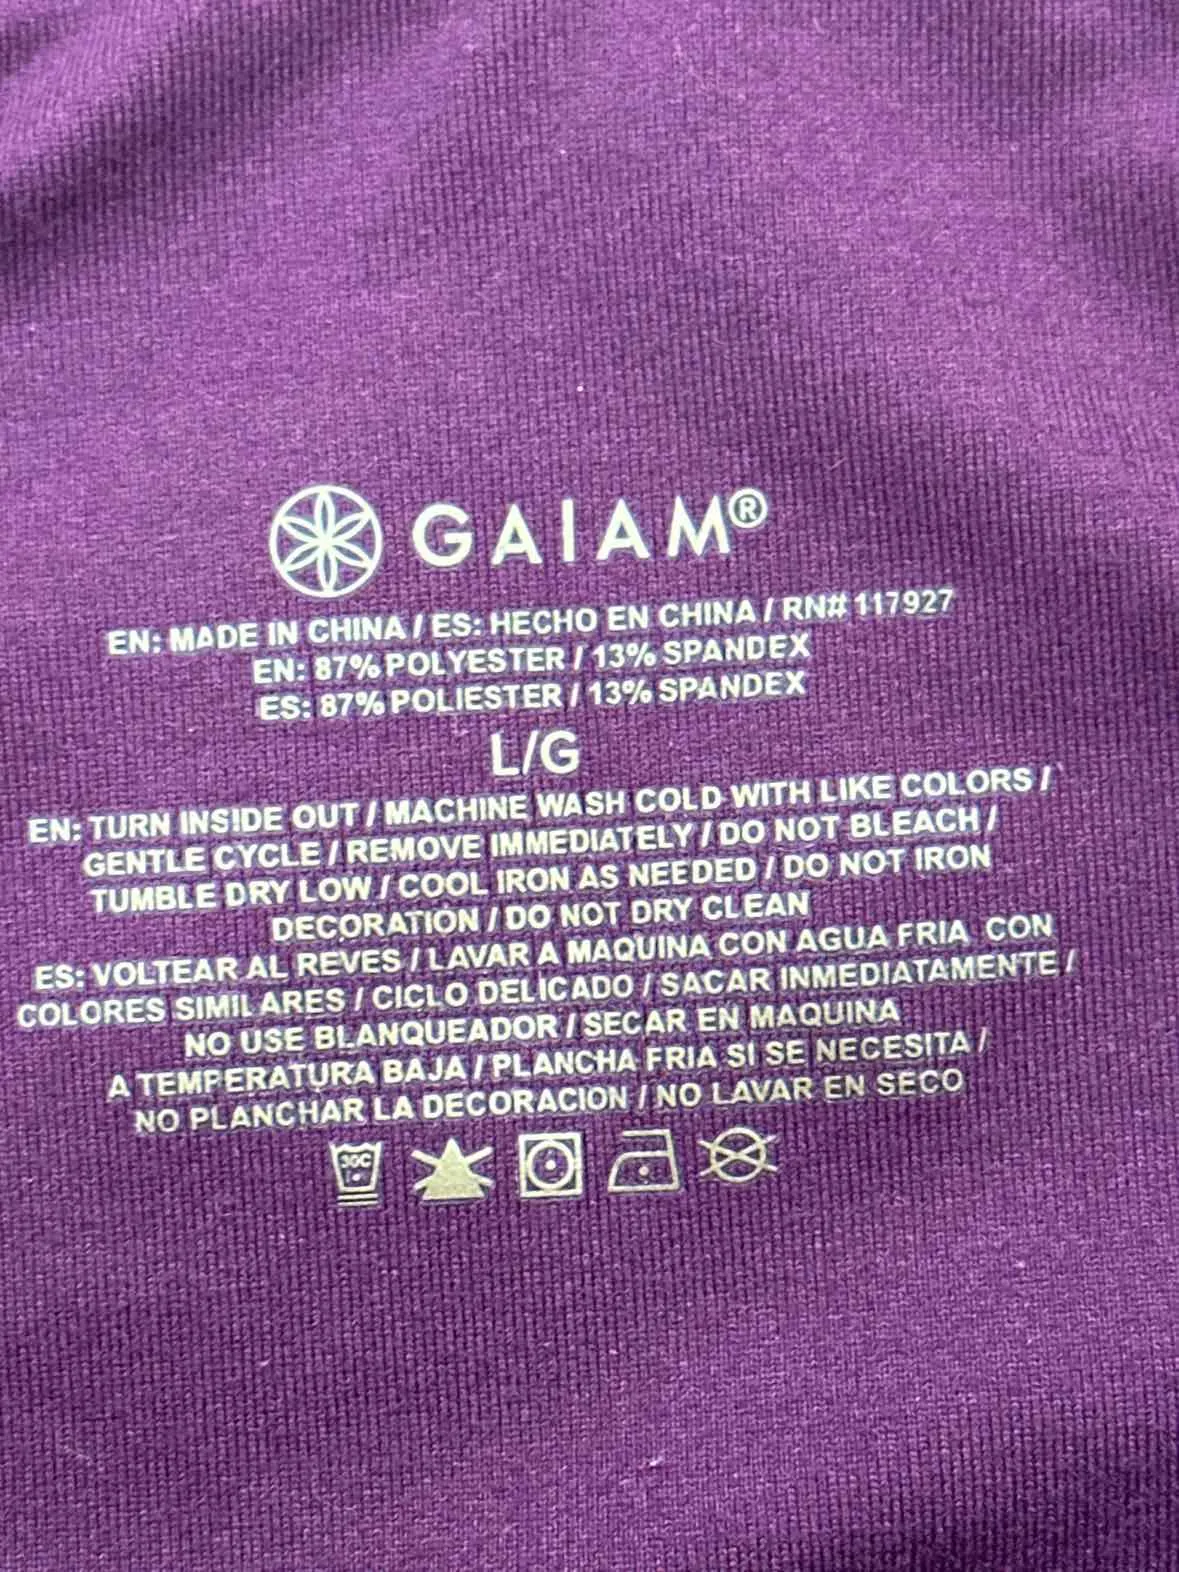 GAIAM®
EN: MADE IN CHINA / ES: HECHO EN CHINA / RN# 117927
EN: 87% POLYESTER / 13% SPANDEX
ES: 87% POLIESTER / 13% SPANDEX
L/G
EN: TURN INSIDE OUT / MACHINE WASH COLD WITH LIKE COLORS /
GENTLE CYCLE / REMOVE IMMEDIATELY / DO NOT BLEACH /
TUMBLE DRY LOW / COOL IRON AS NEEDED / DO NOT IRON
DECORATION / DO NOT DRY CLEAN
ES: VOLTEAR AL REVES / LAVAR A MAQUINA CON AGUA FRIA CON
COLORES SIMILARES / CICLO DELICADO / SACAR INMEDIATAMENTE /
NO USE BLANQUEADOR / SECAR EN MAQUINA
A TEMPERATURA BAJA / PLANCHA FRIA SI SE NECESITA /
NO PLANCHAR LA DECORACION / NO LAVAR EN SECO
30C